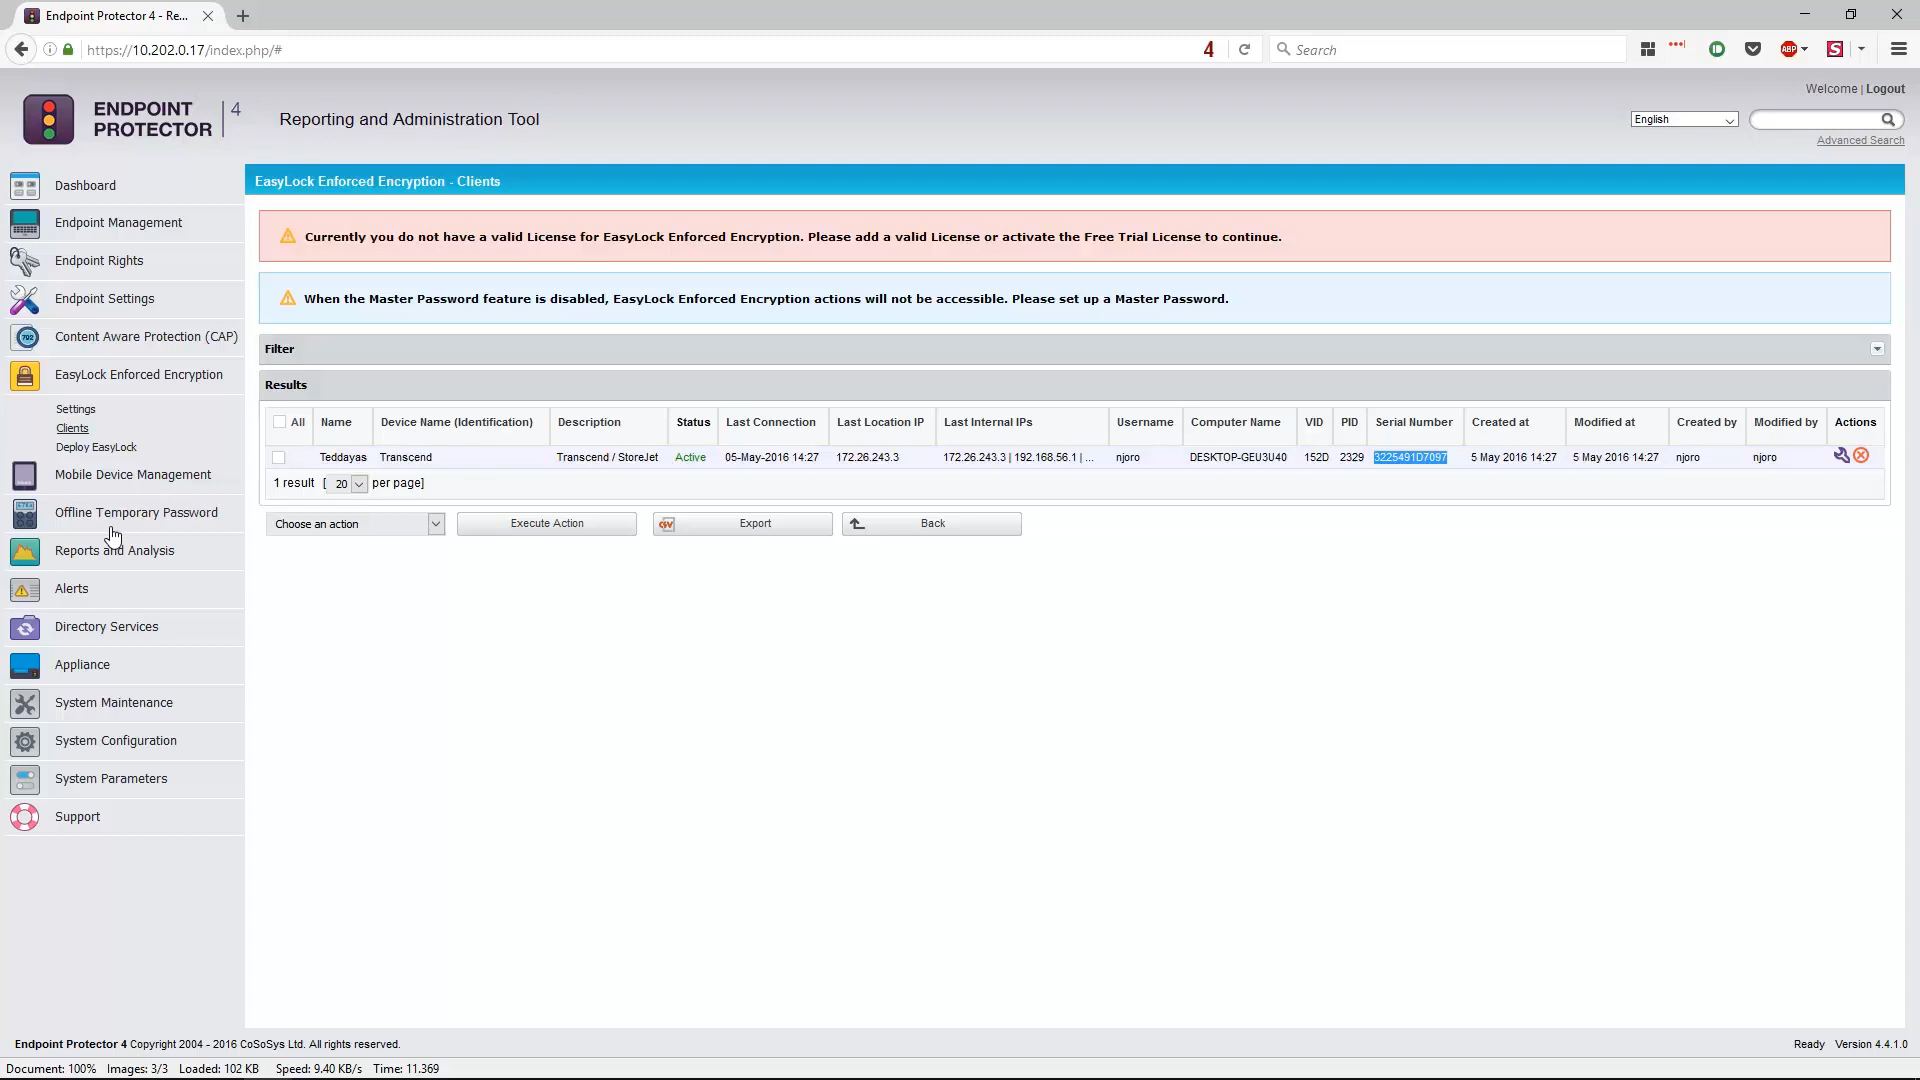 Endpoint Protector 4 - Re...
https://10.202.0.17/index.php/#
4
Search
ABP
S
Welcome | Logout
ENDPOINT
PROTECTOR
4
Reporting and Administration Tool
English
Advanced Search
Dashboard
Endpoint Management
Endpoint Rights
Endpoint Settings
Content Aware Protection (CAP)
EasyLock Enforced Encryption
Settings
Clients
Deploy EasyLock
Mobile Device Management
Offline Temporary Password
Reports and Analysis
Alerts
Directory Services
Appliance
System Maintenance
System Configuration
System Parameters
Support
EasyLock Enforced Encryption - Clients
Currently you do not have a valid License for EasyLock Enforced Encryption. Please add a valid License or activate the Free Trial License to continue.
When the Master Password feature is disabled, EasyLock Enforced Encryption actions will not be accessible. Please set up a Master Password.
Filter
Results
All Name Device Name (Identification) Description Status Last Connection Last Location IP Last Internal IPs Username Computer Name VID PID Serial Number Created at Modified at Created by Modified by Actions
Teddayas Transcend Transcend / StoreJet Active 05-May-2016 14:27 172.26.243.3 172.26.243.3 | 192.168.56.1 | ... njoro DESKTOP-GEU3U40 152D 2329 3225491D7097 5 May 2016 14:27 5 May 2016 14:27 njoro njoro
1 result [ 20 per page]
Choose an action Execute Action CSV Export Back
Endpoint Protector 4 Copyright 2004 - 2016 CoSoSys Ltd. All rights reserved.
Ready Version 4.4.1.0
Document: 100% Images: 3/3 Loaded: 102 KB Speed: 9.40 KB/s Time: 11.369